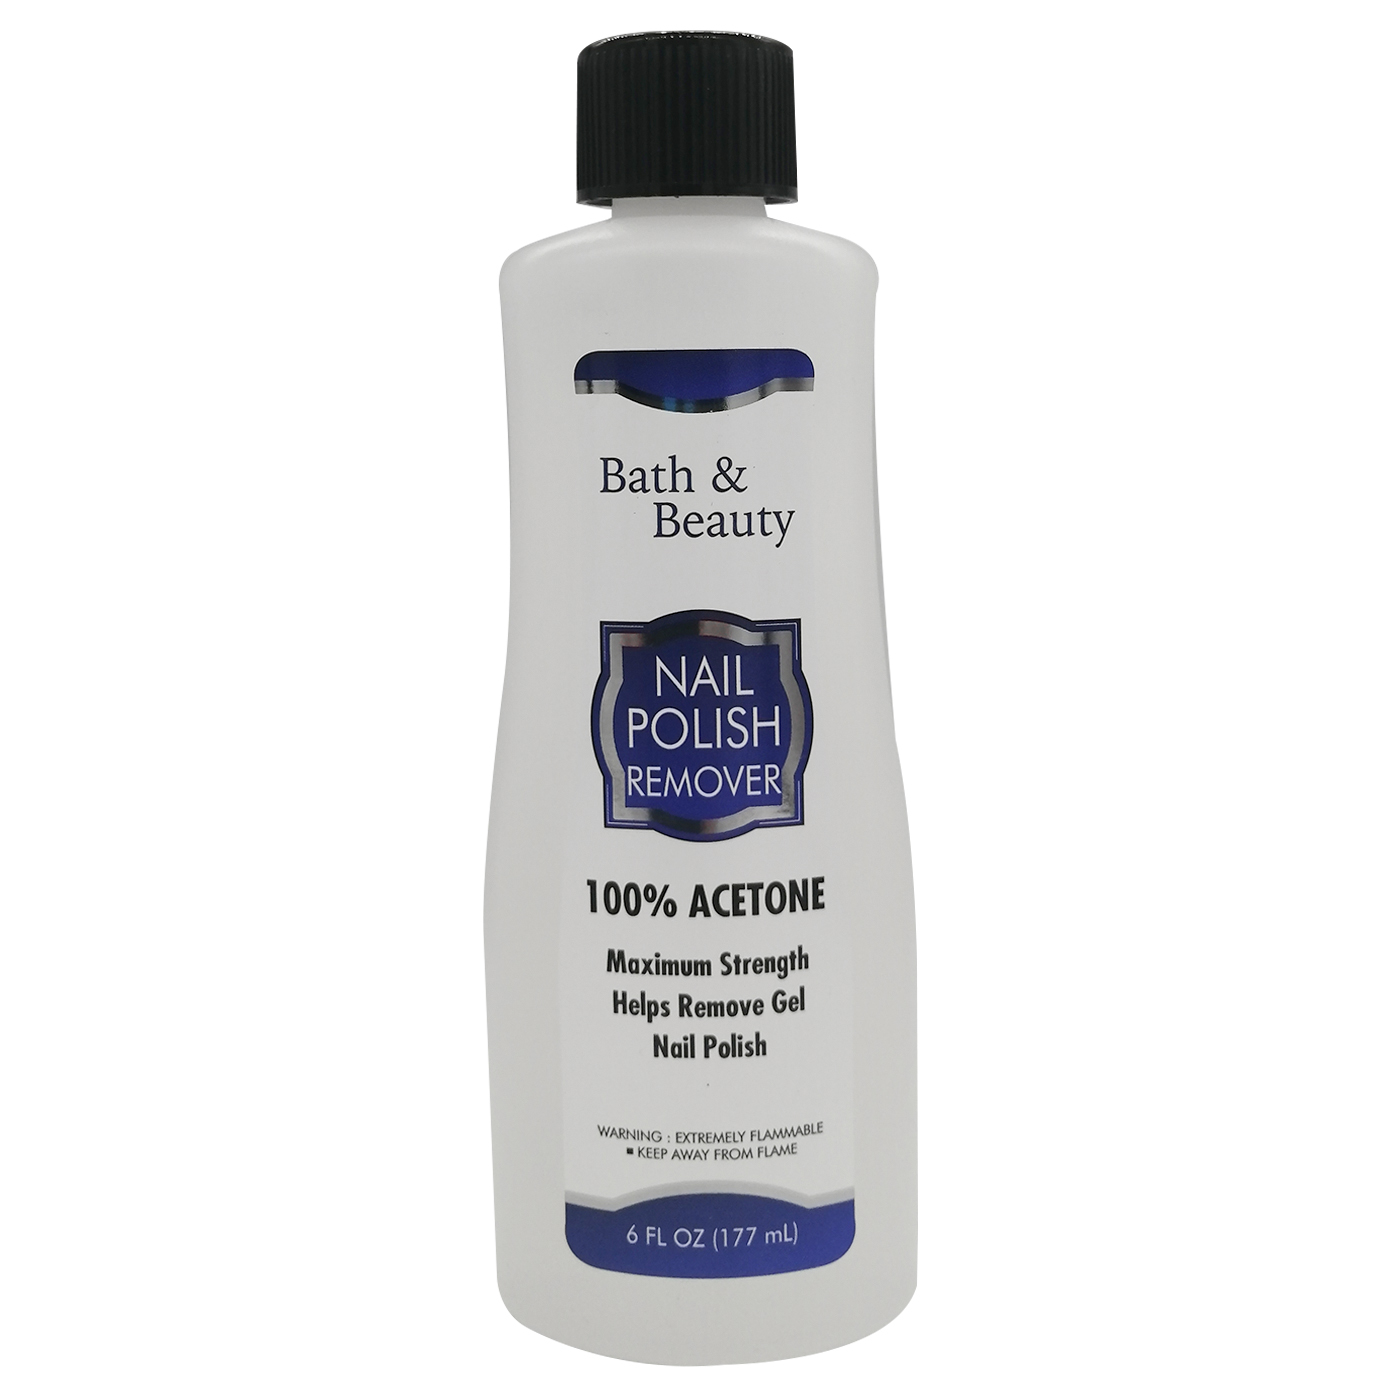 Bath &
Beauty
NAIL
POLISH
REMOVER
100% ACETONE
Maximum Strength
Helps Remove Gel
Nail Polish
WARNING : EXTREMELY FLAMMABLE
▪ KEEP AWAY FROM FLAME
6 FL OZ (177 mL)